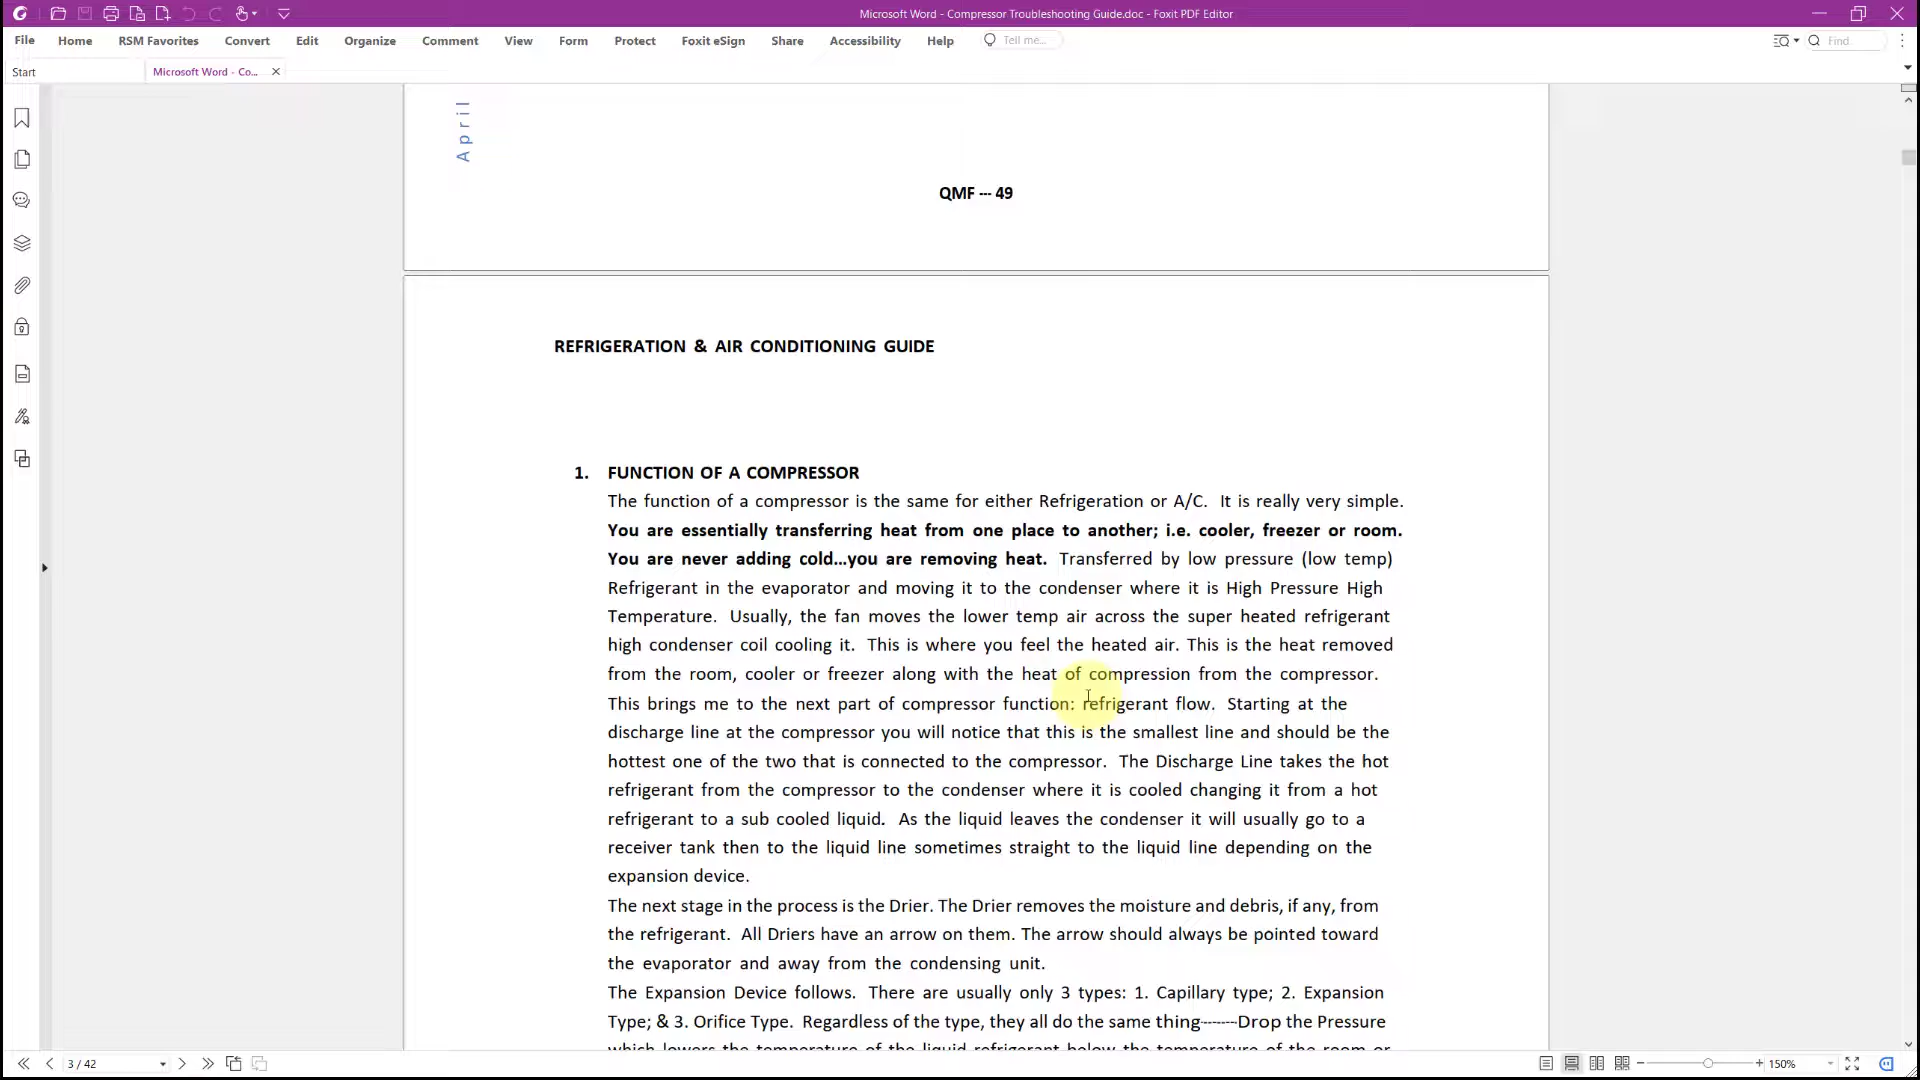 Microsoft Word - Compressor Troubleshooting Guide.doc - Foxit PDF Editor
File Home RSM Favorites Convert Edit Organize Comment View Form Protect Foxit eSign Share Accessibility Help Tell me... Find
Start Microsoft Word - Co...
April
QMF --- 49
REFRIGERATION & AIR CONDITIONING GUIDE
1. FUNCTION OF A COMPRESSOR
The function of a compressor is the same for either Refrigeration or A/C. It is really very simple.
You are essentially transferring heat from one place to another; i.e. cooler, freezer or room.
You are never adding cold...you are removing heat. Transferred by low pressure (low temp)
Refrigerant in the evaporator and moving it to the condenser where it is High Pressure High
Temperature. Usually, the fan moves the lower temp air across the super heated refrigerant
high condenser coil cooling it. This is where you feel the heated air. This is the heat removed
from the room, cooler or freezer along with the heat of compression from the compressor.
This brings me to the next part of compressor function: refrigerant flow. Starting at the
discharge line at the compressor you will notice that this is the smallest line and should be the
hottest one of the two that is connected to the compressor. The Discharge Line takes the hot
refrigerant from the compressor to the condenser where it is cooled changing it from a hot
refrigerant to a sub cooled liquid. As the liquid leaves the condenser it will usually go to a
receiver tank then to the liquid line sometimes straight to the liquid line depending on the
expansion device.
The next stage in the process is the Drier. The Drier removes the moisture and debris, if any, from
the refrigerant. All Driers have an arrow on them. The arrow should always be pointed toward
the evaporator and away from the condensing unit.
The Expansion Device follows. There are usually only 3 types: 1. Capillary type; 2. Expansion
Type; & 3. Orifice Type. Regardless of the type, they all do the same thing--------Drop the Pressure
which lowers the temperature of the liquid refrigerant below the temperature of the room or
3 / 42 150%